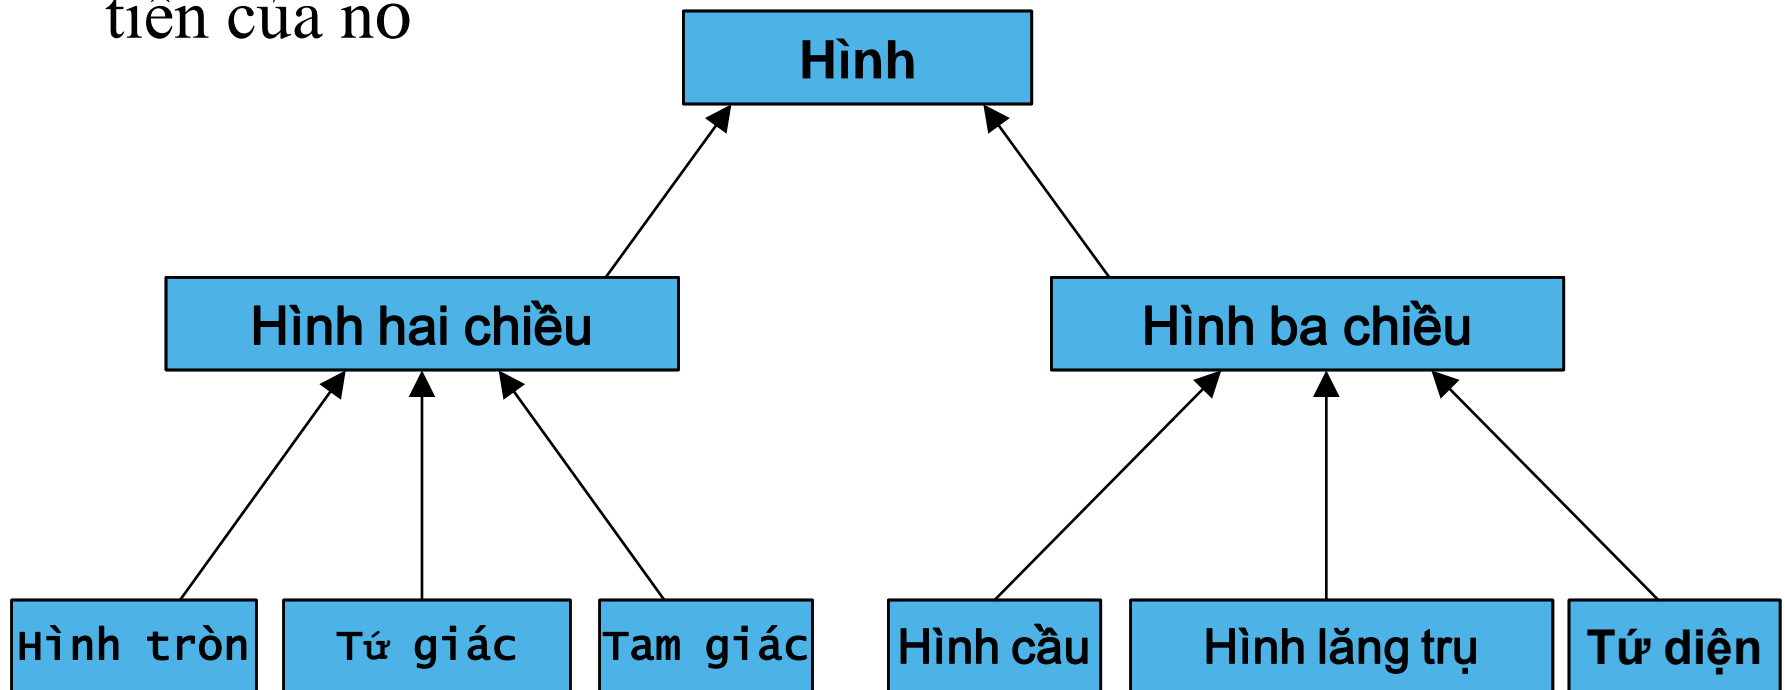 tiên của nó
Hình
Hình hai chiều
Hình ba chiều
Hình tròn
Tứ giác
Tam giác
Hình cầu
Hình lăng trụ
Tứ diện